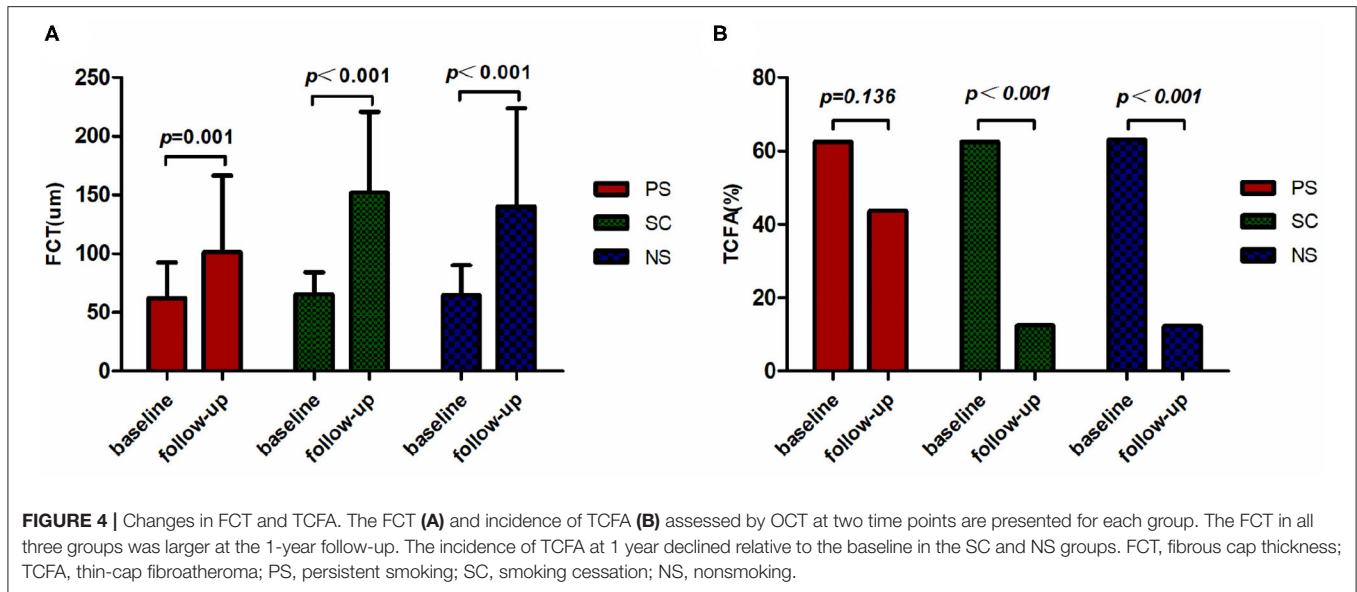 A
B
250
200
150
100
50
0
FCT(um)
p=0.001
p< 0.001
p< 0.001
baseline
follow-up
baseline
follow-up
baseline
follow-up
PS
SC
NS
80
60
40
20
0
TCFA(%)
p=0.136
p< 0.001
p< 0.001
baseline
follow-up
baseline
follow-up
baseline
follow-up
PS
SC
NS
FIGURE 4 | Changes in FCT and TCFA. The FCT (A) and incidence of TCFA (B) assessed by OCT at two time points are presented for each group. The FCT in all
three groups was larger at the 1-year follow-up. The incidence of TCFA at 1 year declined relative to the baseline in the SC and NS groups. FCT, fibrous cap thickness;
TCFA, thin-cap fibroatheroma; PS, persistent smoking; SC, smoking cessation; NS, nonsmoking.